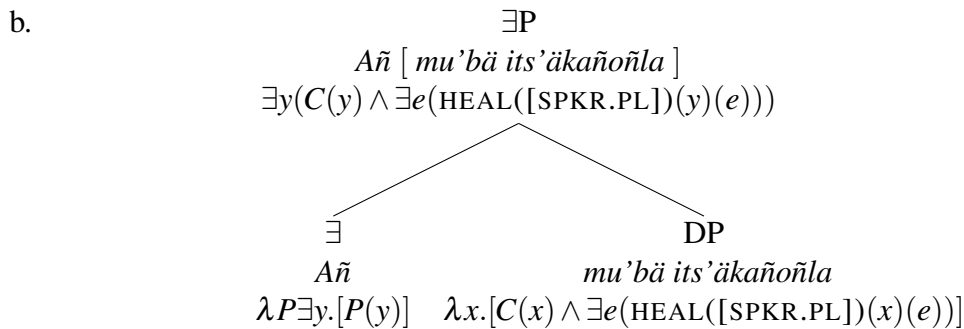 b.
∃P
Añ [ mu’bä its’äkañoñla ]
∃y(C(y) ∧ ∃e(HEAL([SPKR.PL])(y)(e)))
∃ DP
Añ mu’bä its’äkañoñla
λP∃y.[P(y)] λx.[C(x) ∧ ∃e(HEAL([SPKR.PL])(x)(e))]